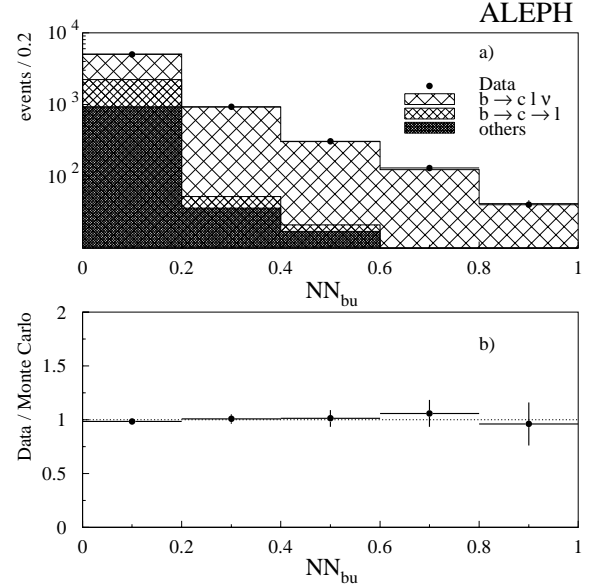 ALEPH
events / 0.2
10^4
10^3
10^2
a)
Data
b → c l ν
b → c → l
others
0 0.2 0.4 0.6 0.8 1
NN_bu
Data / Monte Carlo
2
1.5
1
0.5
0
b)
0 0.2 0.4 0.6 0.8 1
NN_bu